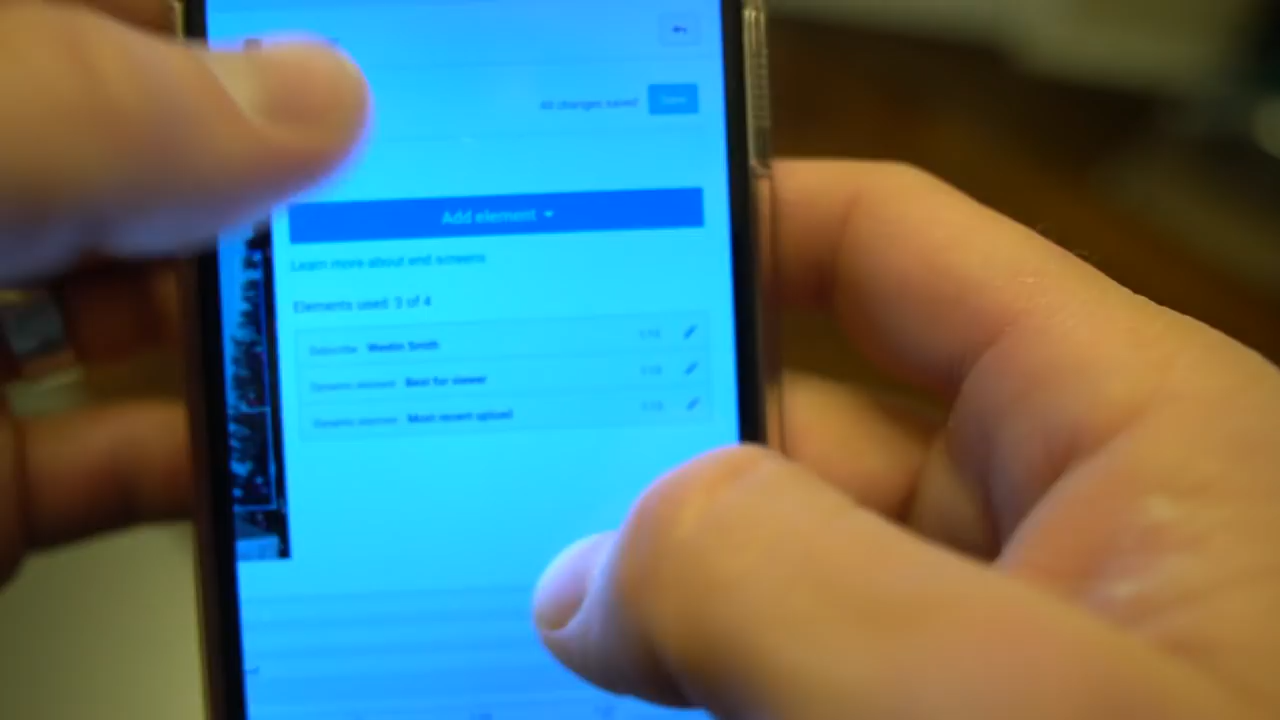 All changes saved
Add element
Learn more about end screens
Elements used: 3 of 4
Subscribe Westin Smith
Dynamic element Best for viewer
Dynamic element Most recent upload